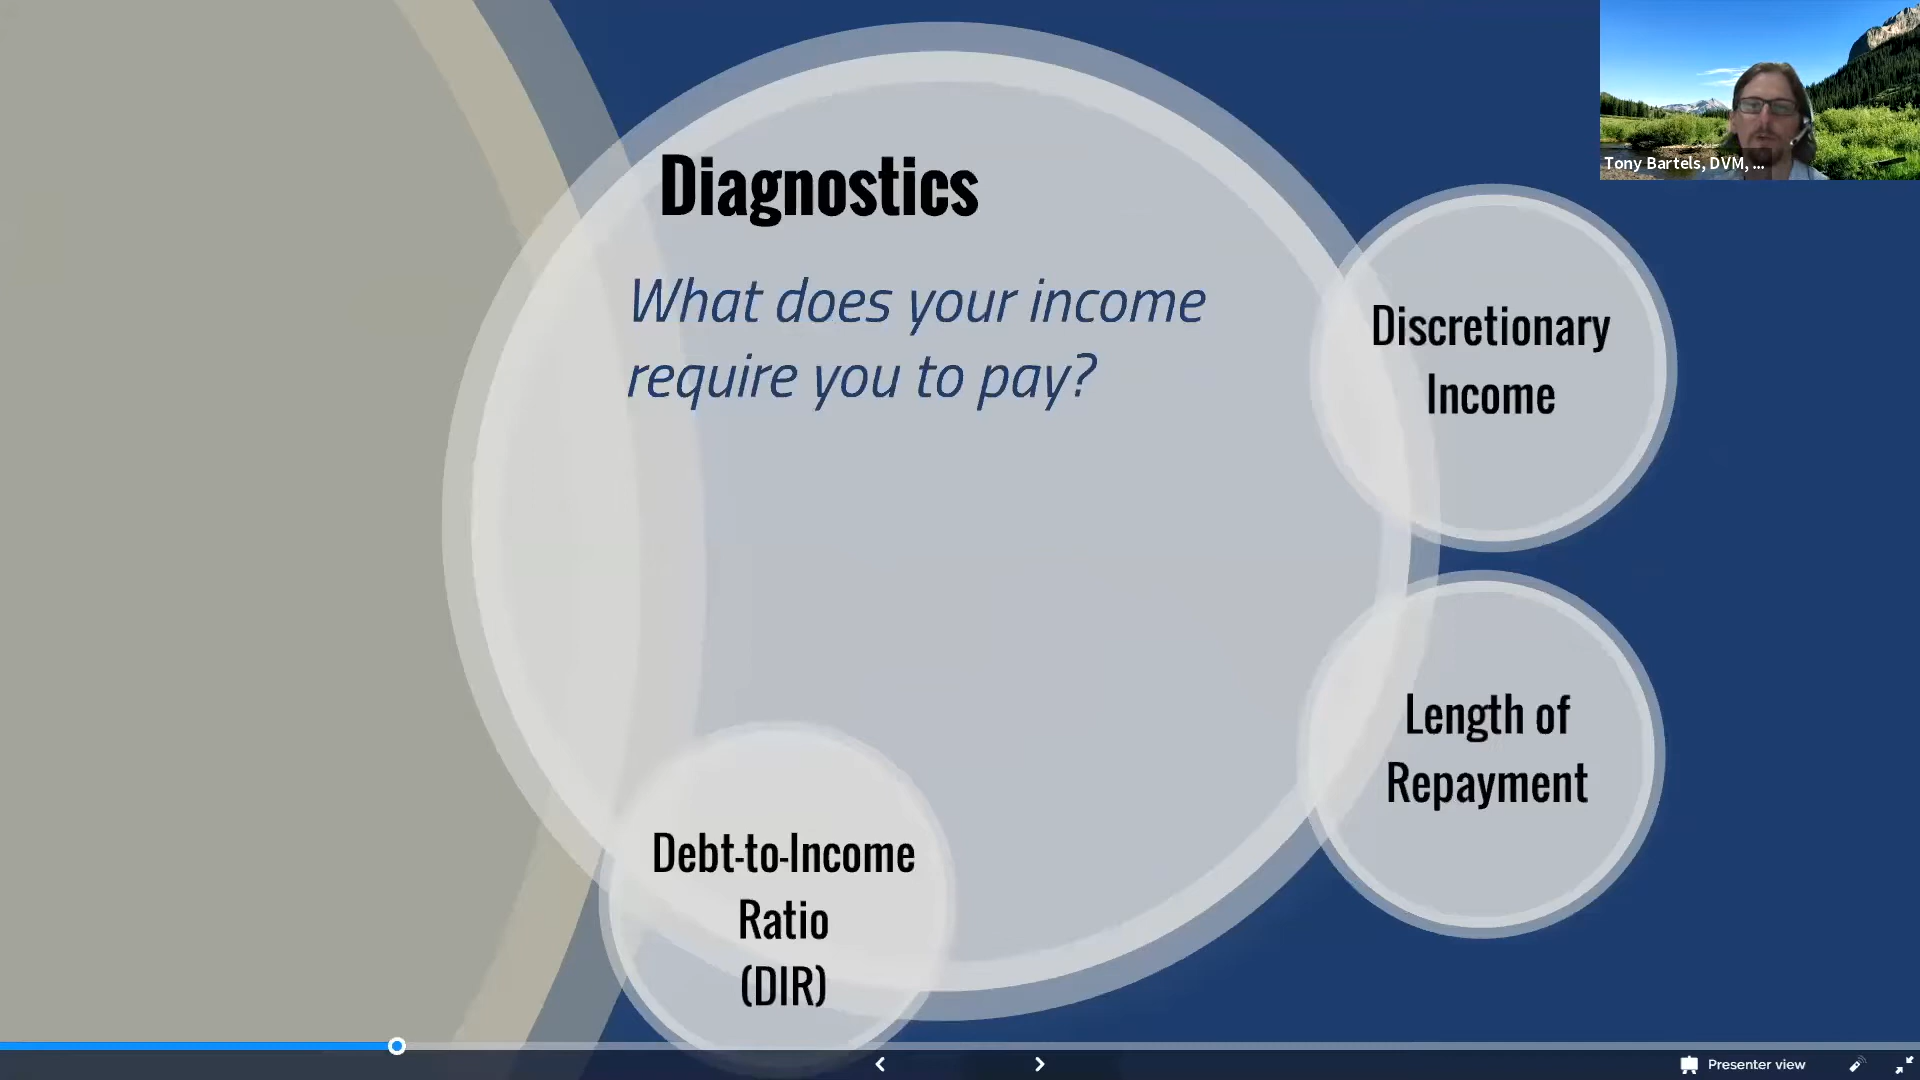 Diagnostics
What does your income
require you to pay?
Discretionary
Income
Length of
Repayment
Debt-to-Income
Ratio
(DIR)
Tony Bartels, DVM, ...
Presenter view